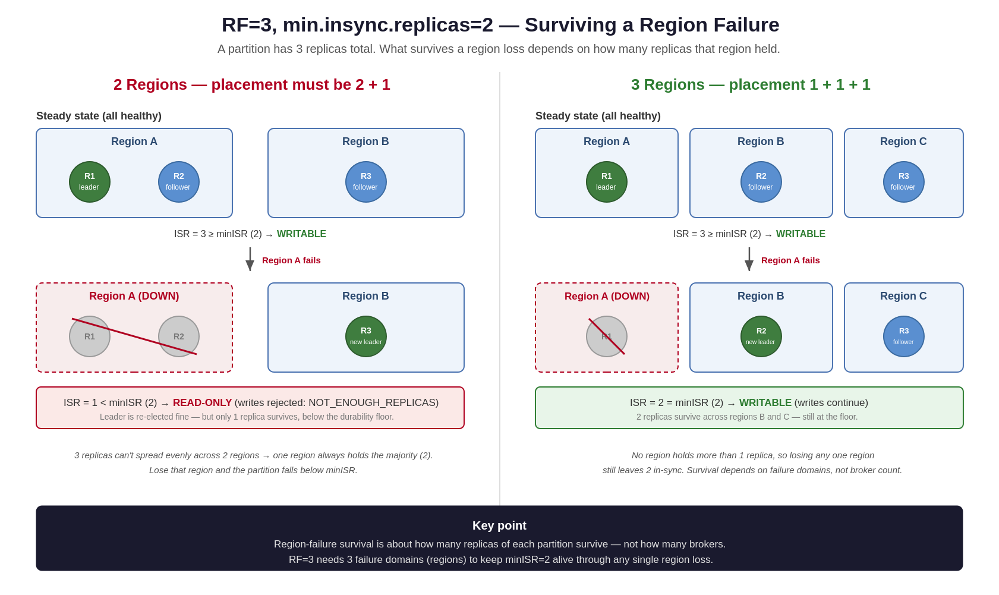 RF=3, min.insync.replicas=2 — Surviving a Region Failure
A partition has 3 replicas total. What survives a region loss depends on how many replicas that region held.
2 Regions — placement must be 2 + 1
Steady state (all healthy)
Region A
R1
leader
R2
follower
Region B
R3
follower
ISR = 3 ≥ minISR (2) → WRITABLE
Region A fails
Region A (DOWN)
R1
R2
Region B
R3
new leader
ISR = 1 < minISR (2) → READ-ONLY (writes rejected: NOT_ENOUGH_REPLICAS)
Leader is re-elected fine — but only 1 replica survives, below the durability floor.
3 replicas can't spread evenly across 2 regions → one region always holds the majority (2).
Lose that region and the partition falls below minISR.
3 Regions — placement 1 + 1 + 1
Steady state (all healthy)
Region A
R1
leader
Region B
R2
follower
Region C
R3
follower
ISR = 3 ≥ minISR (2) → WRITABLE
Region A fails
Region A (DOWN)
R1
Region B
R2
new leader
Region C
R3
follower
ISR = 2 = minISR (2) → WRITABLE (writes continue)
2 replicas survive across regions B and C — still at the floor.
No region holds more than 1 replica, so losing any one region
still leaves 2 in-sync. Survival depends on failure domains, not broker count.
Key point
Region-failure survival is about how many replicas of each partition survive — not how many brokers.
RF=3 needs 3 failure domains (regions) to keep minISR=2 alive through any single region loss.